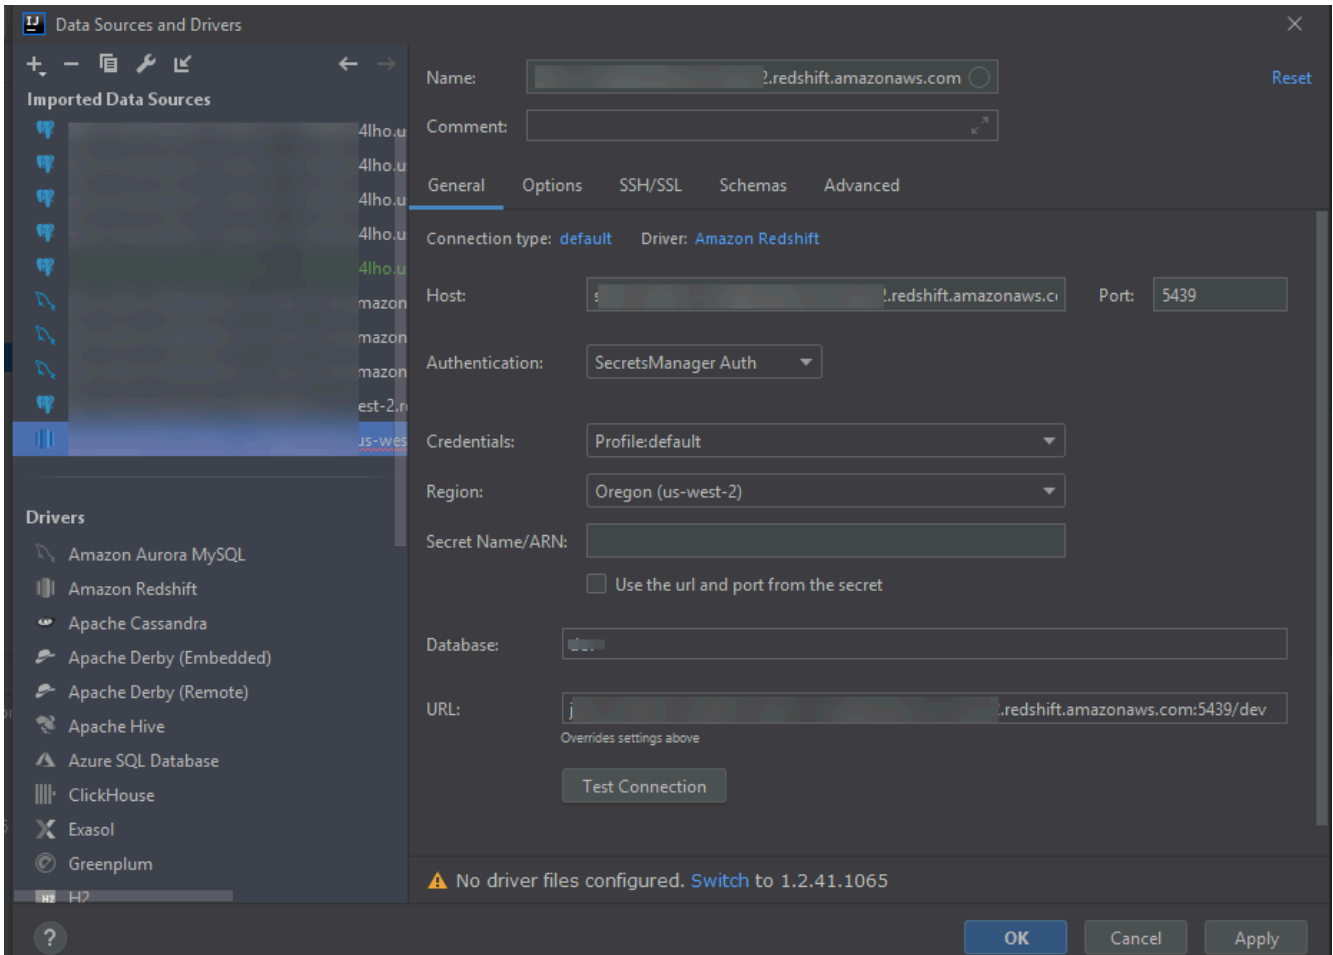 IJ Data Sources and Drivers
Imported Data Sources
4lho.u
4lho.u
4lho.u
4lho.u
4lho.u
mazon
mazon
mazon
est-2.r
us-wes
Drivers
Amazon Aurora MySQL
Amazon Redshift
Apache Cassandra
Apache Derby (Embedded)
Apache Derby (Remote)
Apache Hive
Azure SQL Database
ClickHouse
Exasol
Greenplum
H2 H2
?
Name: 2.redshift.amazonaws.com Reset
Comment:
General Options SSH/SSL Schemas Advanced
Connection type: default Driver: Amazon Redshift
Host: .redshift.amazonaws.c Port: 5439
Authentication: SecretsManager Auth
Credentials: Profile:default
Region: Oregon (us-west-2)
Secret Name/ARN:
Use the url and port from the secret
Database:
URL: j .redshift.amazonaws.com:5439/dev
Overrides settings above
Test Connection
No driver files configured. Switch to 1.2.41.1065
OK Cancel Apply